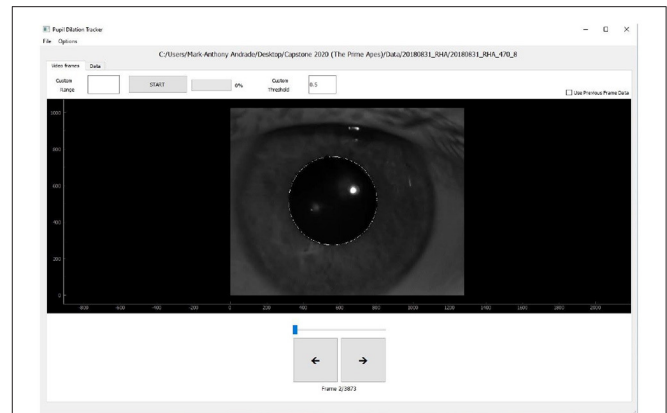 Pupil Dilation Tracker
File Options
C:/Users/Mark-Anthony Andrade/Desktop/Capstone 2020 (The Prime Apes)/Data/20180831_RHA/20180831_RHA_470_8
Video frames Data
Custom Range START 0% Custom Threshold 0.5
Use Previous Frame Data
1000
800
600
400
200
0
-800 -600 -400 -200 0 200 400 600 800 1000 1200 1400 1600 1800 2000
← →
Frame 2/3873